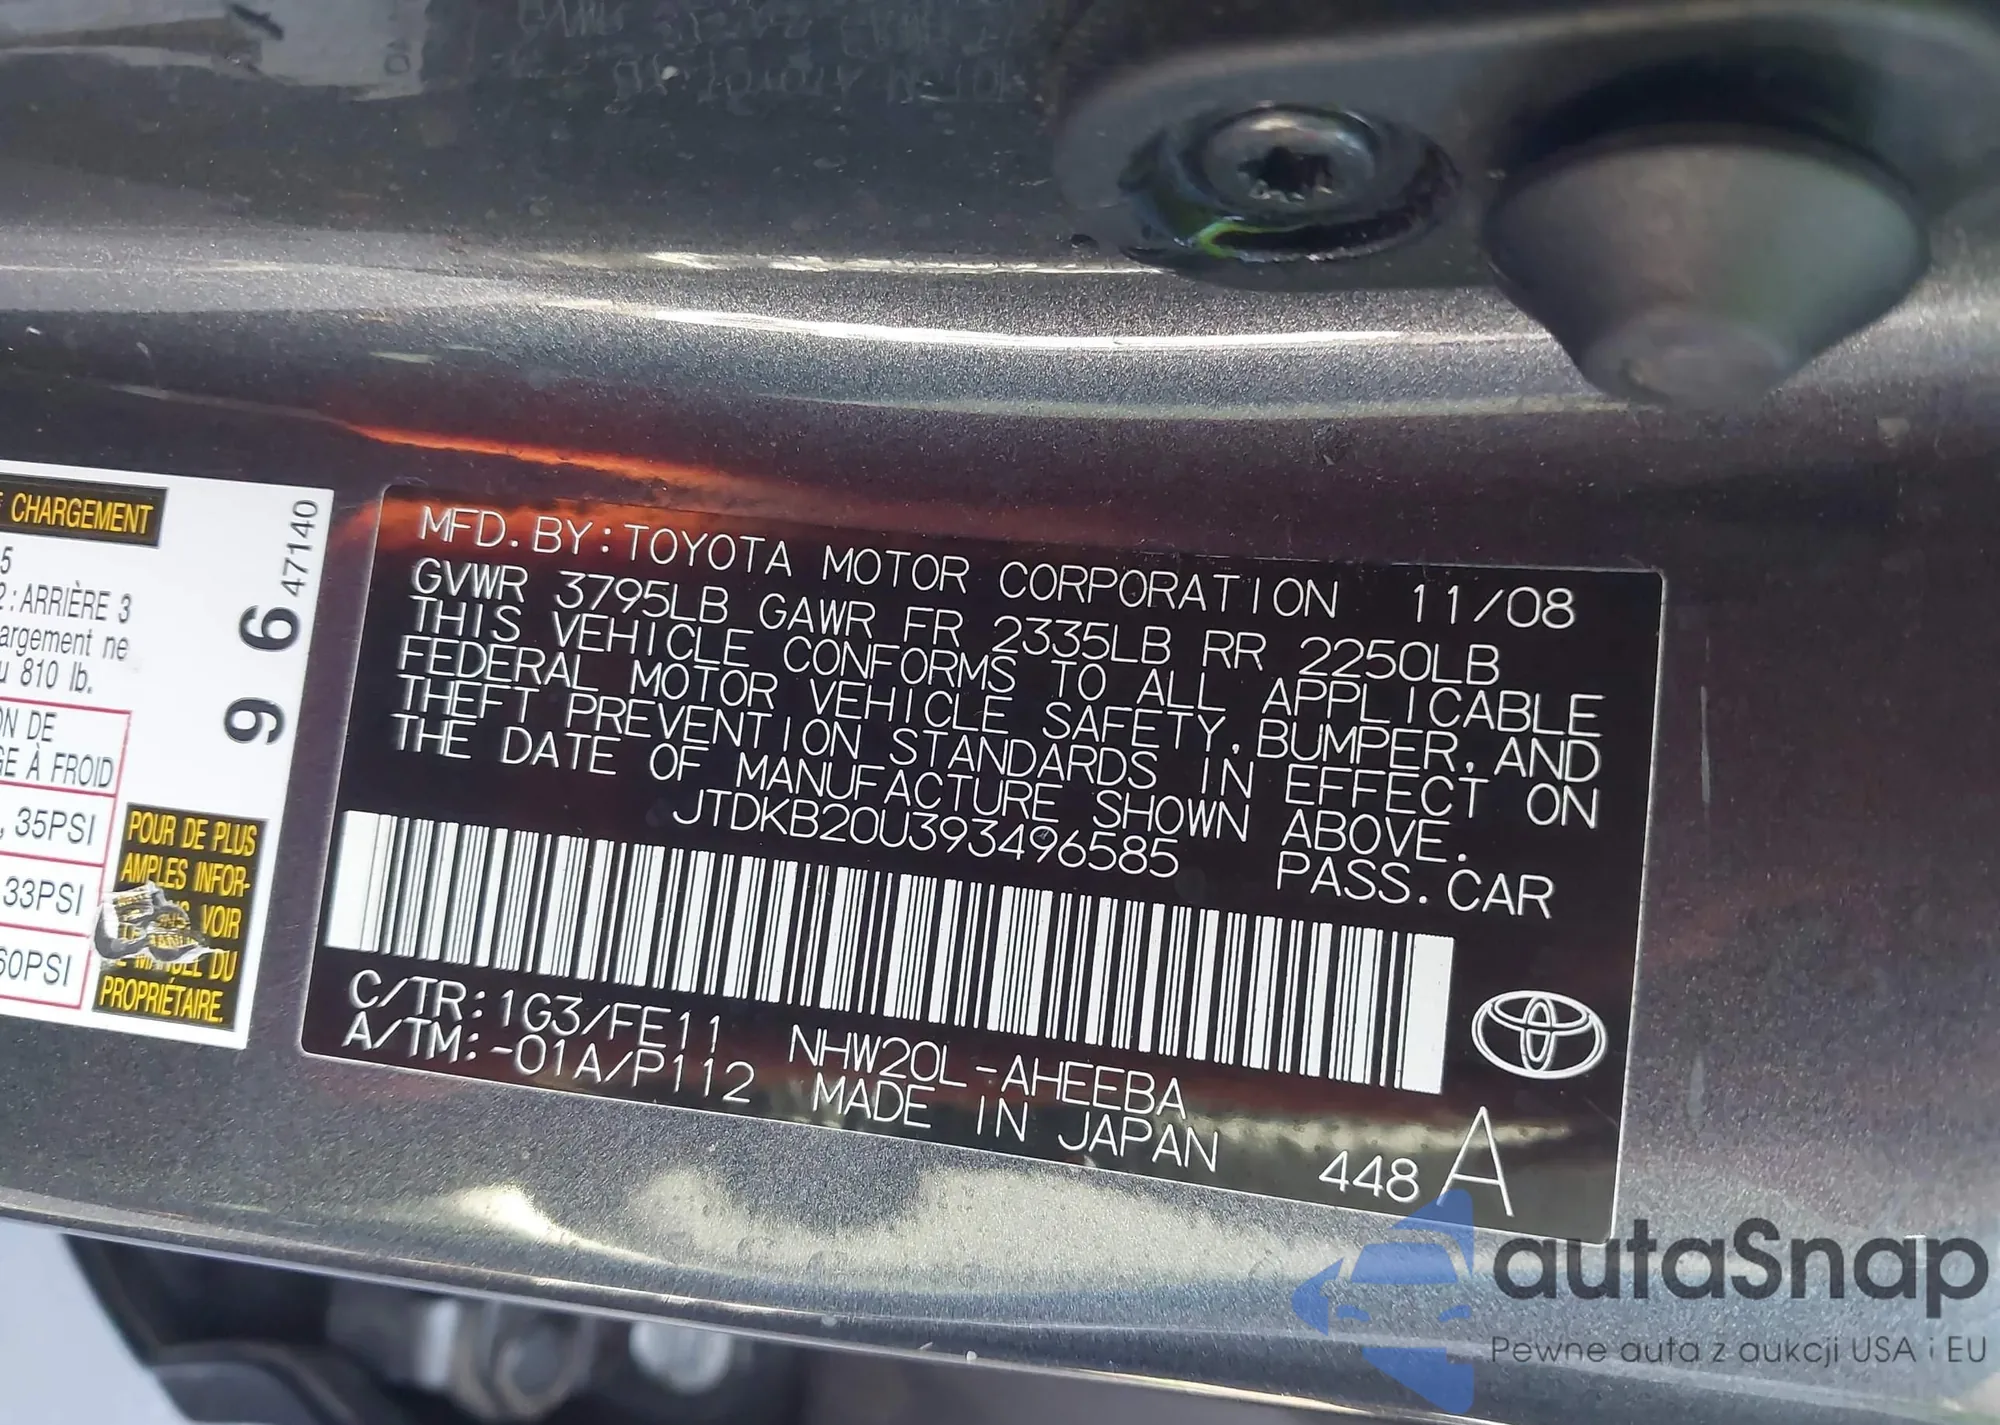 CHARGEMENT
47140
9 6
5
2:ARRIÈRE 3
argement ne
u 810 lb.
ON DE
GE À FROID
, 35PSI
33PSI
60PSI
POUR DE PLUS
AMPLES INFOR-
VOIR
LE MANUEL DU
PROPRIÉTAIRE.
MFD.BY:TOYOTA MOTOR CORPORATION 11/08
GVWR 3795LB GAWR FR 2335LB RR 2250LB
THIS VEHICLE CONFORMS TO ALL APPLICABLE
FEDERAL MOTOR VEHICLE SAFETY,BUMPER,AND
THEFT PREVENTION STANDARDS IN EFFECT ON
THE DATE OF MANUFACTURE SHOWN ABOVE.
JTDKB20U393496585 PASS.CAR
C/TR:1G3/FE11 NHW20L-AHEEBA
A/TM:-01A/P112 MADE IN JAPAN
448 A
autaSnap
Pewne auta z aukcji USA i EU